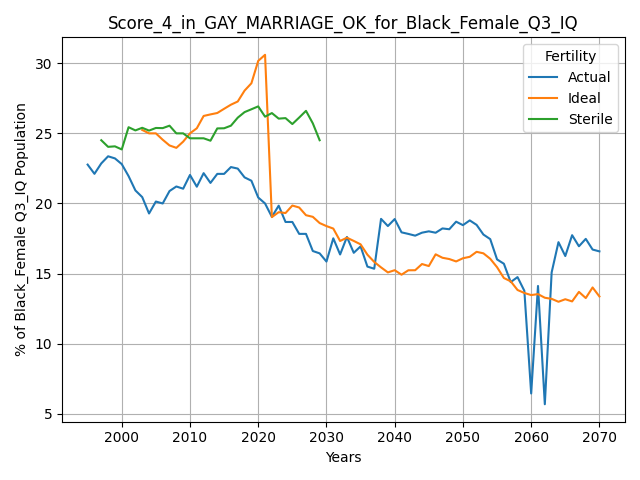 Score_4_in_GAY_MARRIAGE_OK_for_Black_Female_Q3_IQ
% of Black_Female Q3_IQ Population
30
25
20
15
10
5
Fertility
Actual
Ideal
Sterile
2000 2010 2020 2030 2040 2050 2060 2070
Years